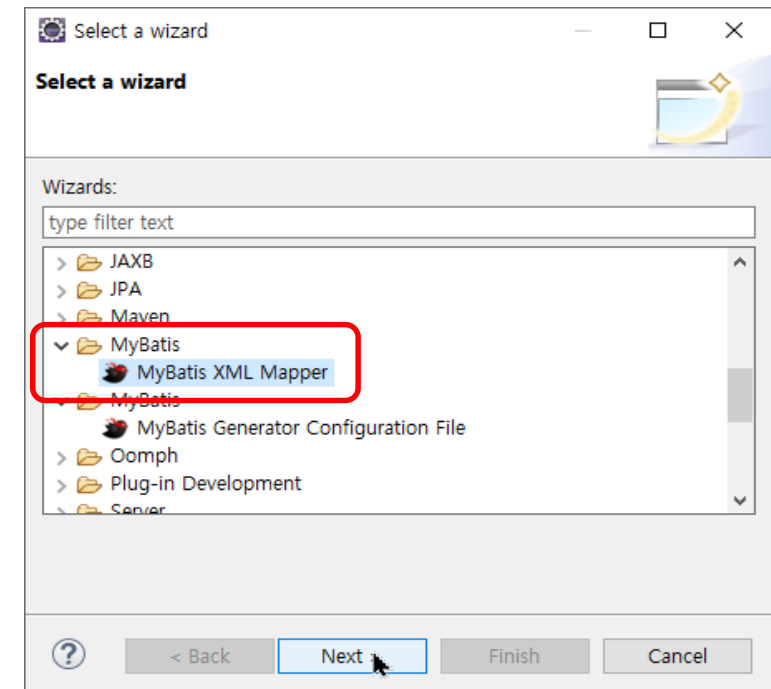 Select a wizard
Select a wizard
Wizards:
type filter text
JAXB
JPA
Maven
MyBatis
MyBatis XML Mapper
MyBatis
MyBatis Generator Configuration File
Oomph
Plug-in Development
Server
?
< Back Next > Finish Cancel